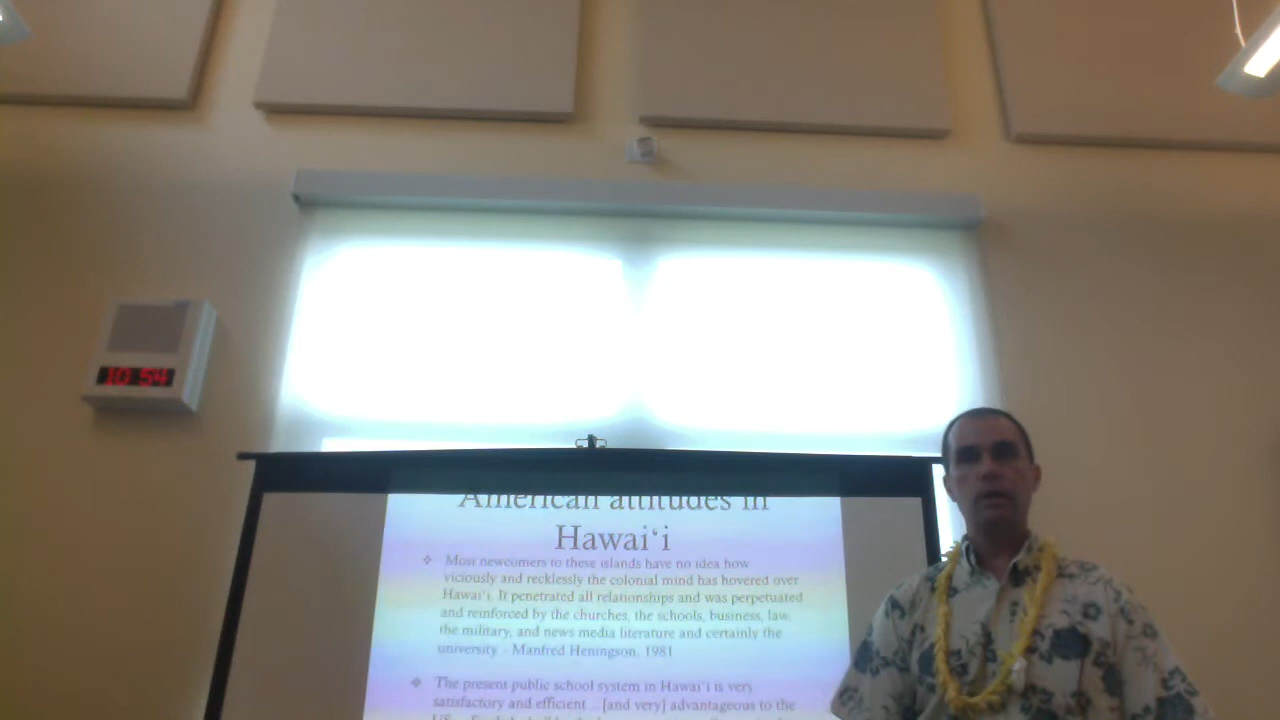 10 54
American attitudes in
Hawaiʻi
Most newcomers to these islands have no idea how
viciously and recklessly the colonial mind has hovered over
Hawaiʻi. It penetrated all relationships and was perpetuated
and reinforced by the churches, the schools, business, law,
the military, and news media literature and certainly the
university. - Manfred Heningson, 1981
The present public school system in Hawaiʻi is very
satisfactory and efficient ...[and very] advantageous to the